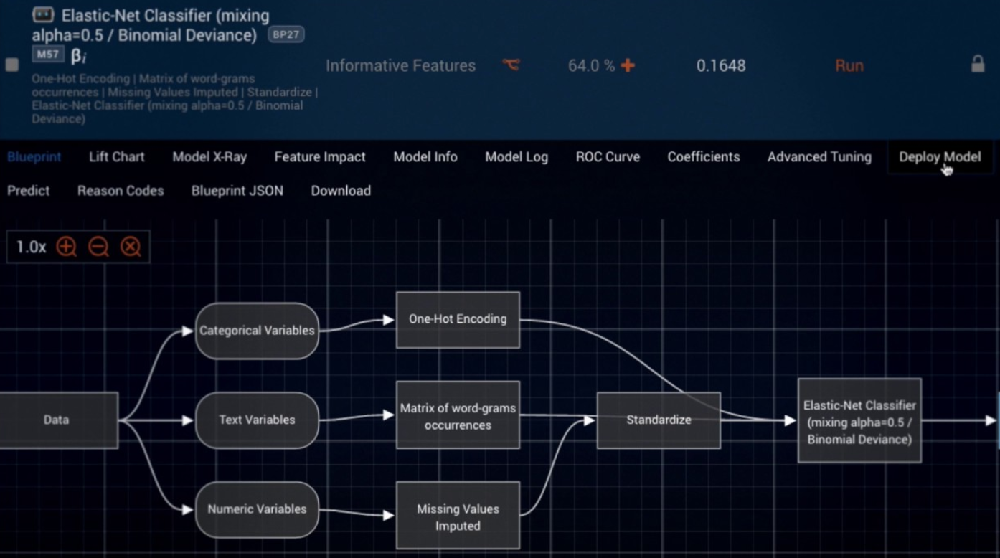 Elastic-Net Classifier (mixing
alpha=0.5 / Binomial Deviance) BP27
M57 βi
One-Hot Encoding | Matrix of word-grams
occurrences | Missing Values Imputed | Standardize |
Elastic-Net Classifier (mixing alpha=0.5 / Binomial
Deviance)
Informative Features 64.0 % 0.1648 Run
Blueprint Lift Chart Model X-Ray Feature Impact Model Info Model Log ROC Curve Coefficients Advanced Tuning Deploy Model
Predict Reason Codes Blueprint JSON Download
1.0x
Data
Categorical Variables
Text Variables
Numeric Variables
One-Hot Encoding
Matrix of word-grams
occurrences
Missing Values
Imputed
Standardize
Elastic-Net Classifier
(mixing alpha=0.5 /
Binomial Deviance)